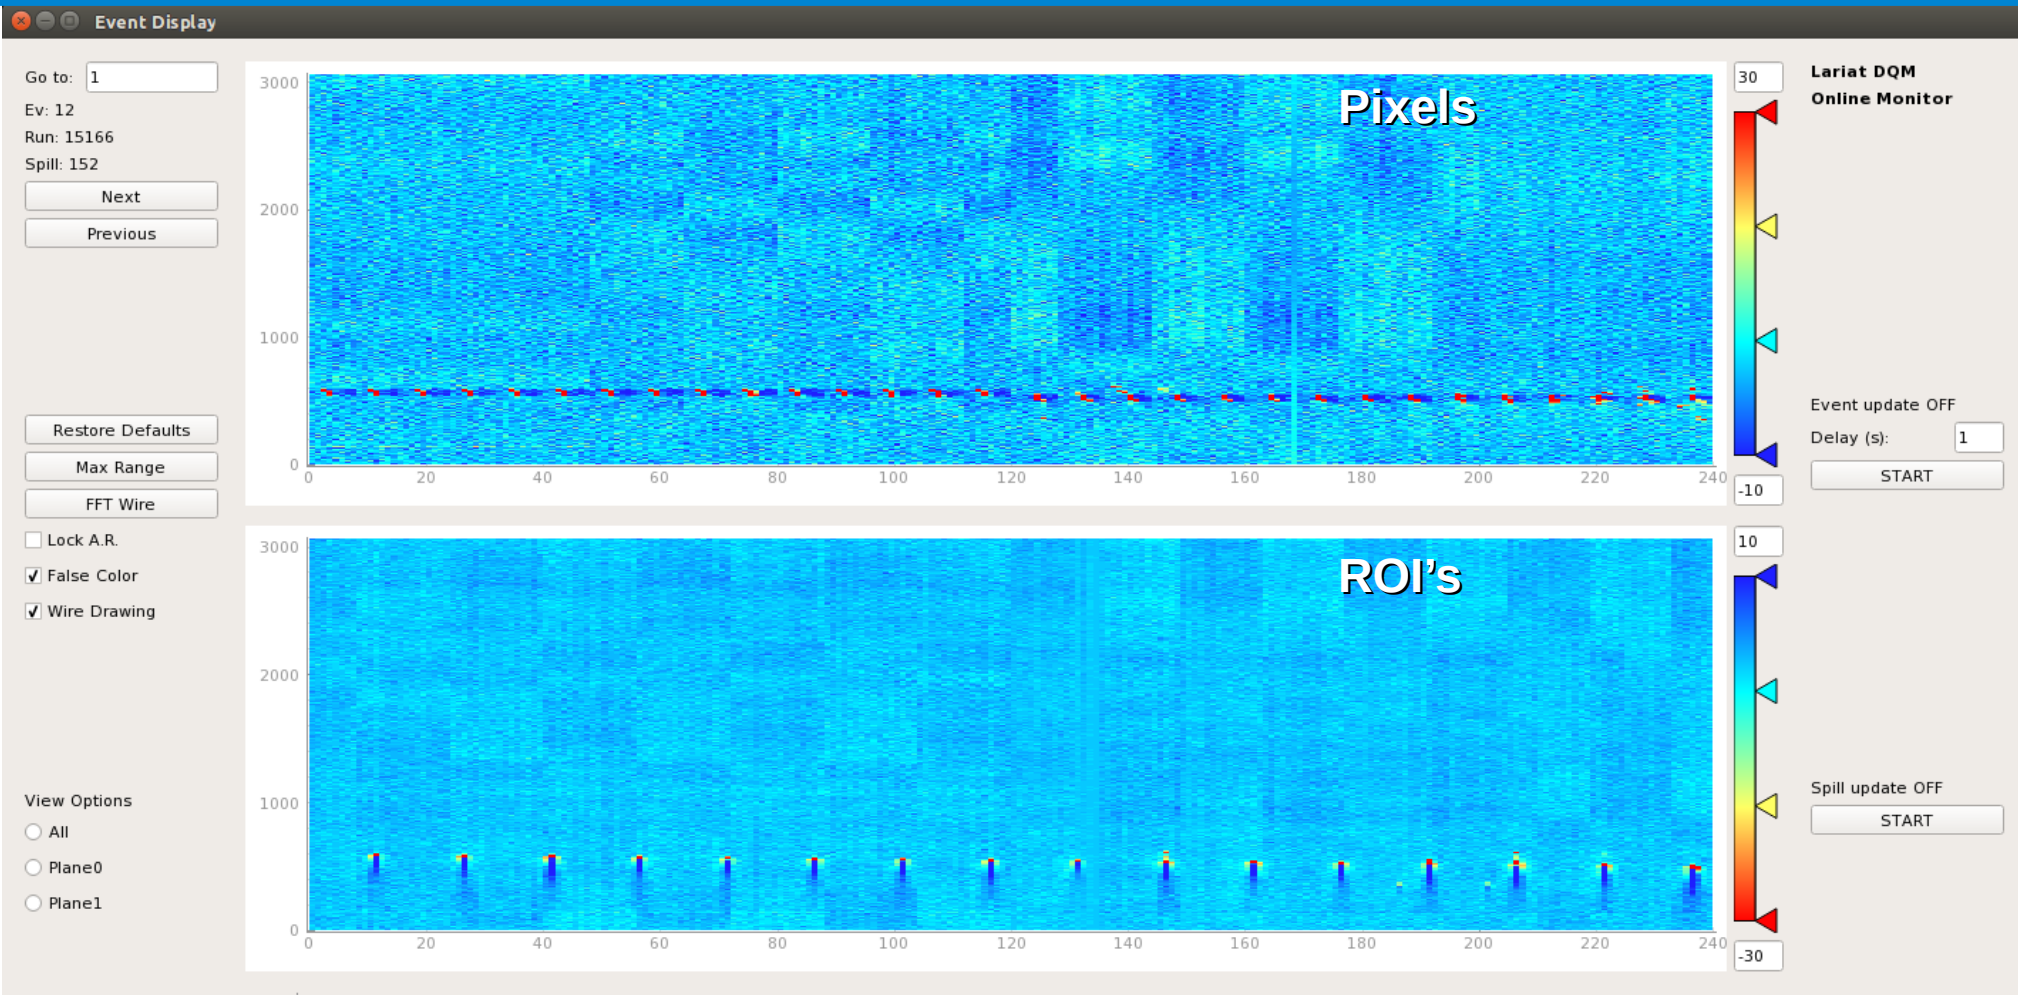 Event Display
Go to: 1
Ev: 12
Run: 15166
Spill: 152
Next
Previous
Restore Defaults
Max Range
FFT Wire
Lock A.R.
False Color
Wire Drawing
View Options
All
Plane0
Plane1
Pixels
3000
2000
1000
0
0 20 40 60 80 100 120 140 160 180 200 220 240
30
-10
ROI's
3000
2000
1000
0
0 20 40 60 80 100 120 140 160 180 200 220 240
10
-30
Lariat DQM
Online Monitor
Event update OFF
Delay (s): 1
START
Spill update OFF
START